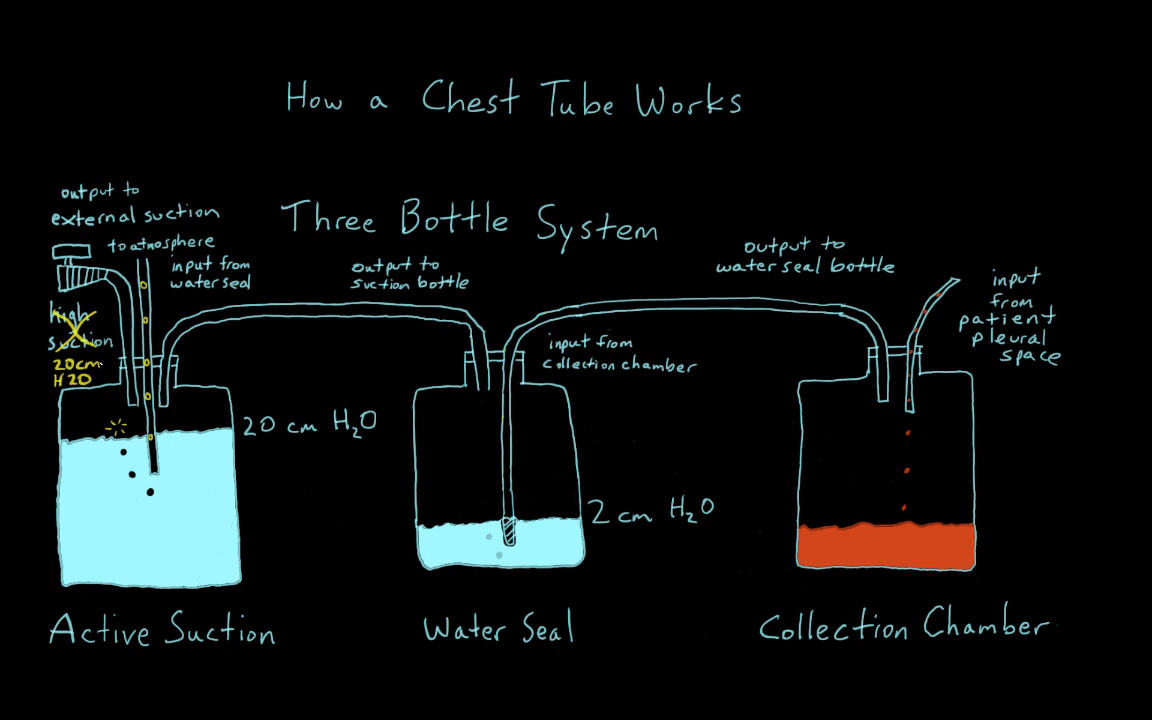 How a Chest Tube Works
Three Bottle System
output to
external suction
to atmosphere
input from
water seal
high
suction
20cm
H20
20 cm H₂O
Active Suction
output to
suction bottle
input from
collection chamber
2 cm H₂O
Water Seal
output to
water seal bottle
input
from
patient
pleural
space
Collection Chamber